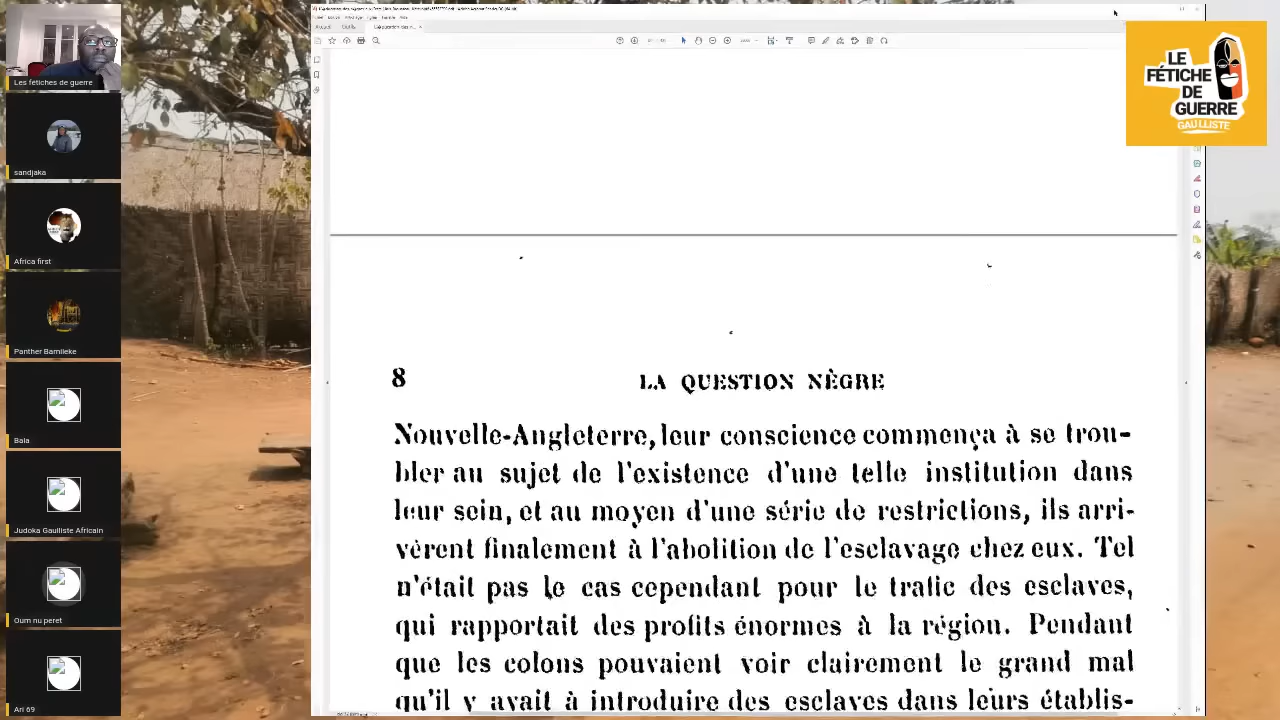 Les fétiches de guerre
sandjaka
Africa first
Panther Bamileke
Bala
Judoka Gaulliste Africain
Oum nu peret
Ari 69
LE
FÉTICHE
DE
GUERRE
GAULLISTE
8
LA QUESTION NÈGRE
Nouvelle-Angleterre, leur conscience commença à se trou-
bler au sujet de l'existence d'une telle institution dans
leur sein, et au moyen d'une série de restrictions, ils arri-
vèrent finalement à l'abolition de l'esclavage chez eux. Tel
n'était pas le cas cependant pour le trafic des esclaves,
qui rapportait des profits énormes à la région. Pendant
que les colons pouvaient voir clairement le grand mal
qu'il y avait à introduire des esclaves dans leurs établis-